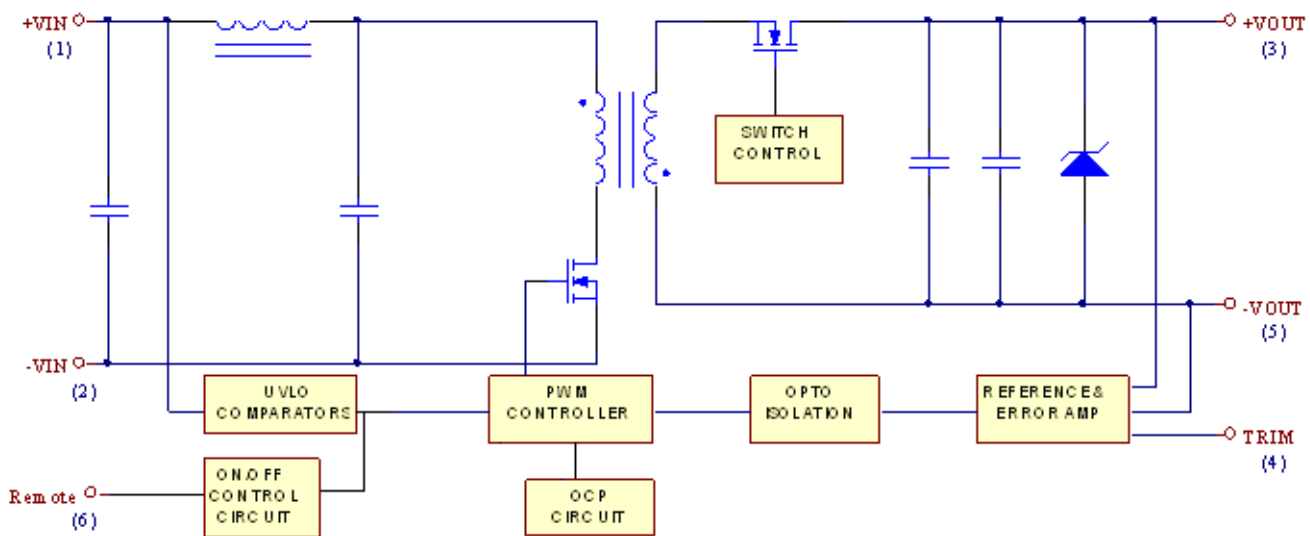 +VIN
(1)
+VOUT
(3)
SWITCH
CONTROL
-VOUT
(5)
-VIN
(2)
UVLO
COMPARATORS
PWM
CONTROLLER
OPTO
ISOLATION
REFERENCE&
ERROR AMP
TRIM
(4)
Remote
(6)
ON/OFF
CONTROL
CIRCUIT
OCP
CIRCUIT